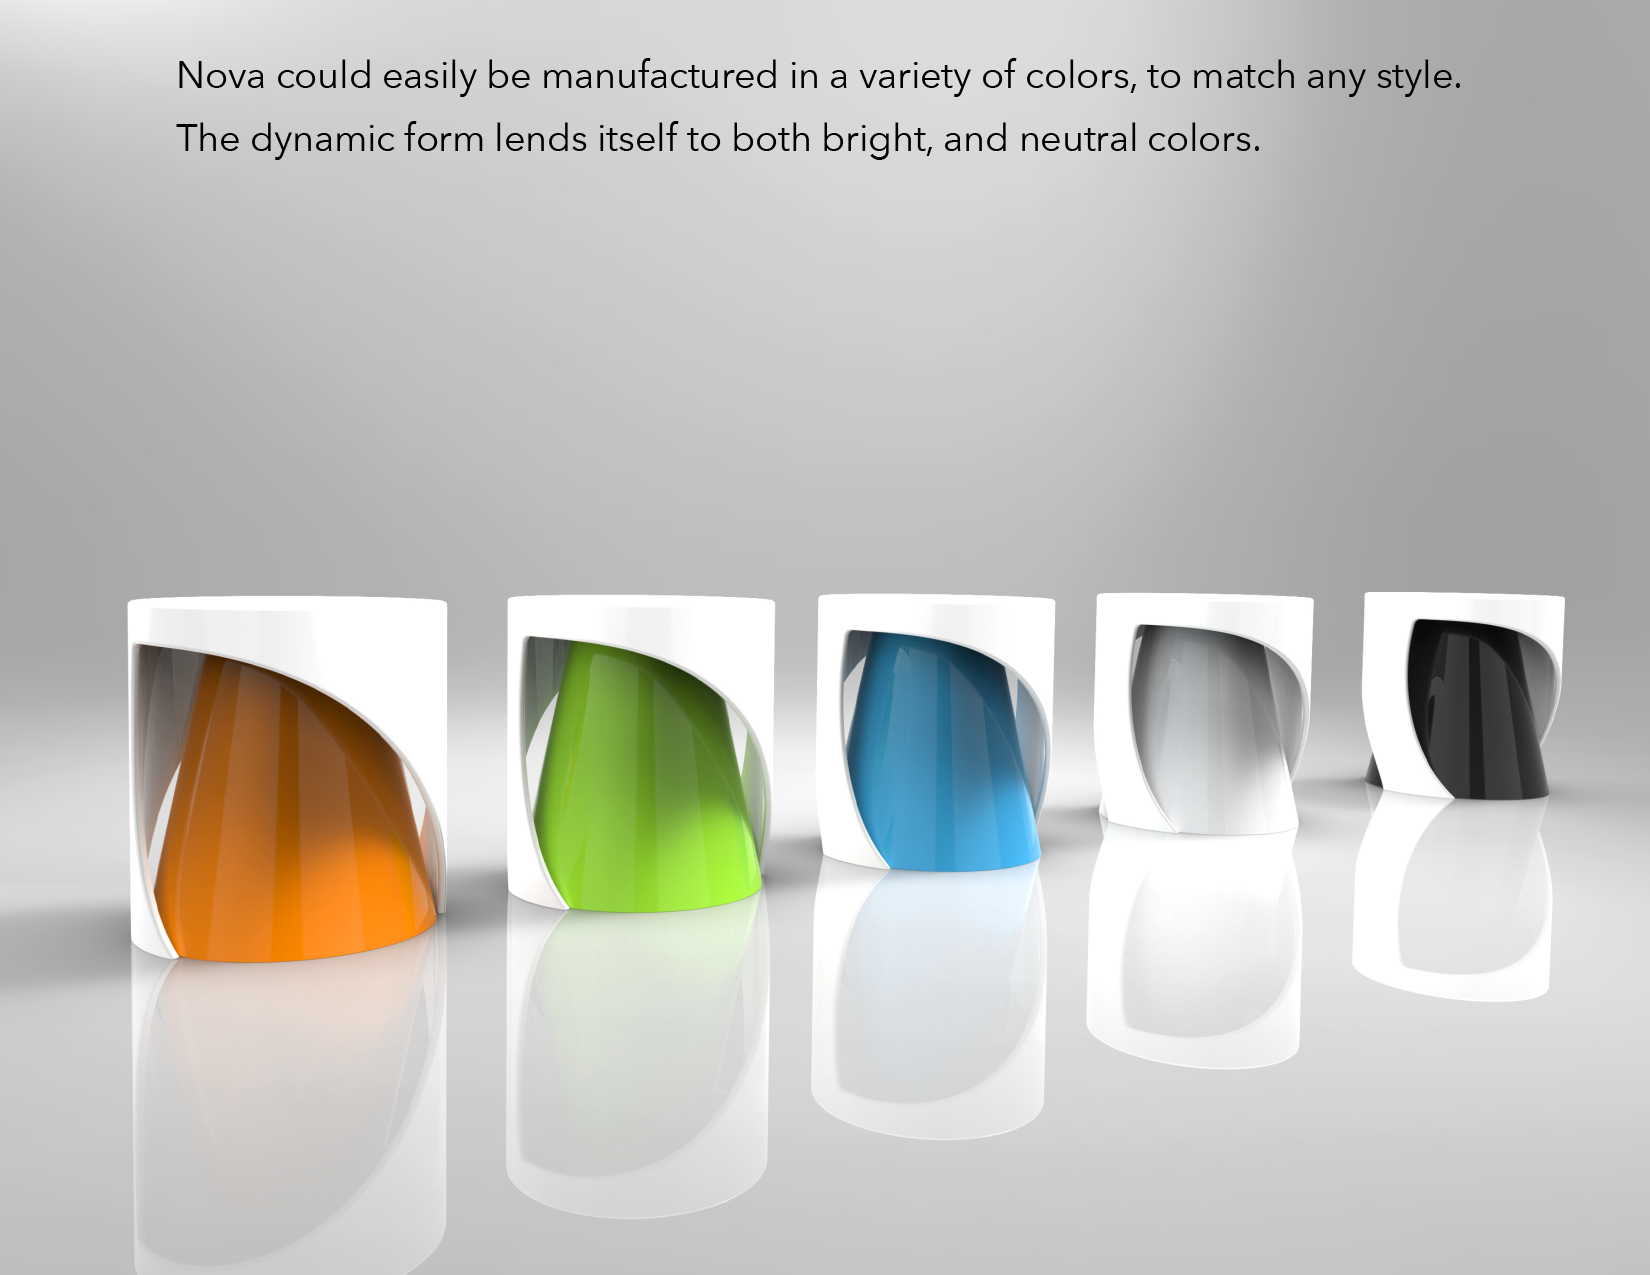 Nova could easily be manufactured in a variety of colors, to match any style.
The dynamic form lends itself to both bright, and neutral colors.